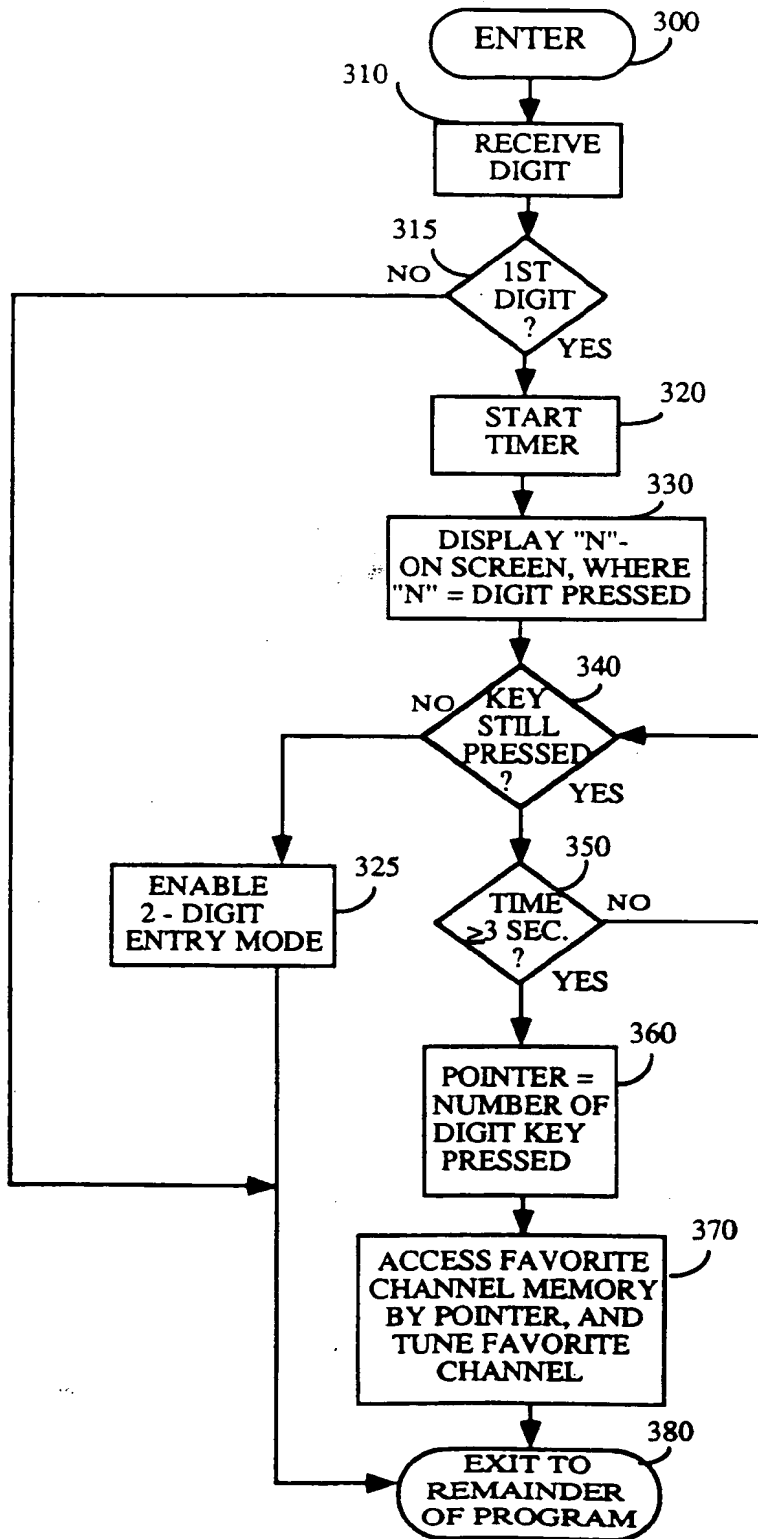 ENTER
300
310
RECEIVE
DIGIT
315
NO
1ST
DIGIT
?
YES
320
START
TIMER
330
DISPLAY "N"-
ON SCREEN, WHERE
"N" = DIGIT PRESSED
340
NO
KEY
STILL
PRESSED
?
YES
325
ENABLE
2 - DIGIT
ENTRY MODE
350
TIME
≥3 SEC.
?
NO
YES
360
POINTER =
NUMBER OF
DIGIT KEY
PRESSED
370
ACCESS FAVORITE
CHANNEL MEMORY
BY POINTER, AND
TUNE FAVORITE
CHANNEL
380
EXIT TO
REMAINDER
OF PROGRAM